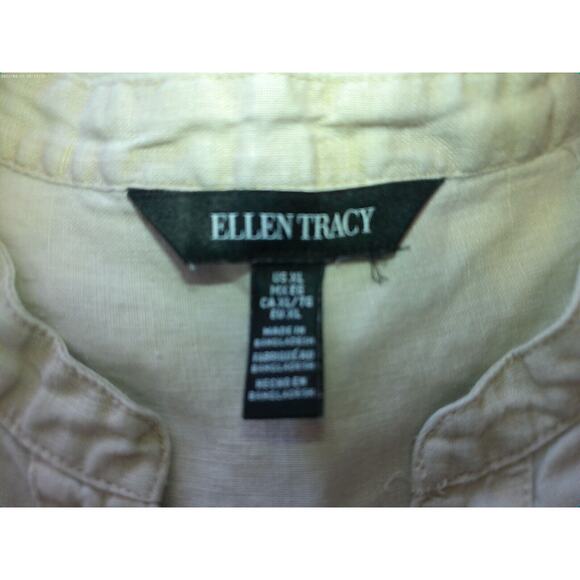 ELLEN TRACY
US XL
MX EG
CA XL/TG
EU XL
MADE IN
BANGLADESH
FABRIQUÉ AU
BANGLADESH
HECHO EN
BANGLADESH